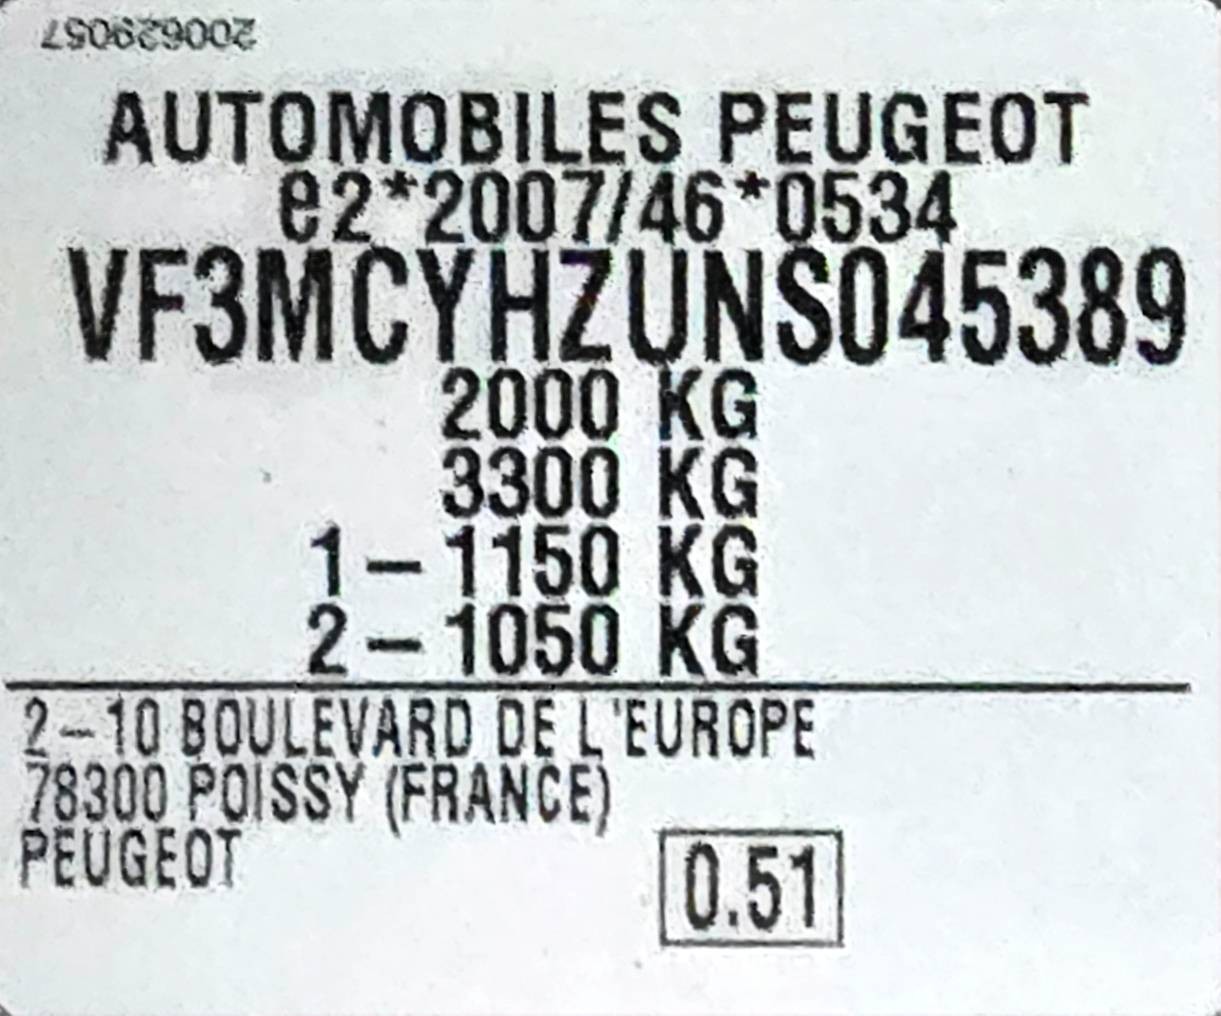 200629057
AUTOMOBILES PEUGEOT
e2*2007/46*0534
VF3MCYHZUNS045389
2000 KG
3300 KG
1 – 1150 KG
2 – 1050 KG
2–10 BOULEVARD DE L'EUROPE
78300 POISSY (FRANCE)
PEUGEOT
0.51